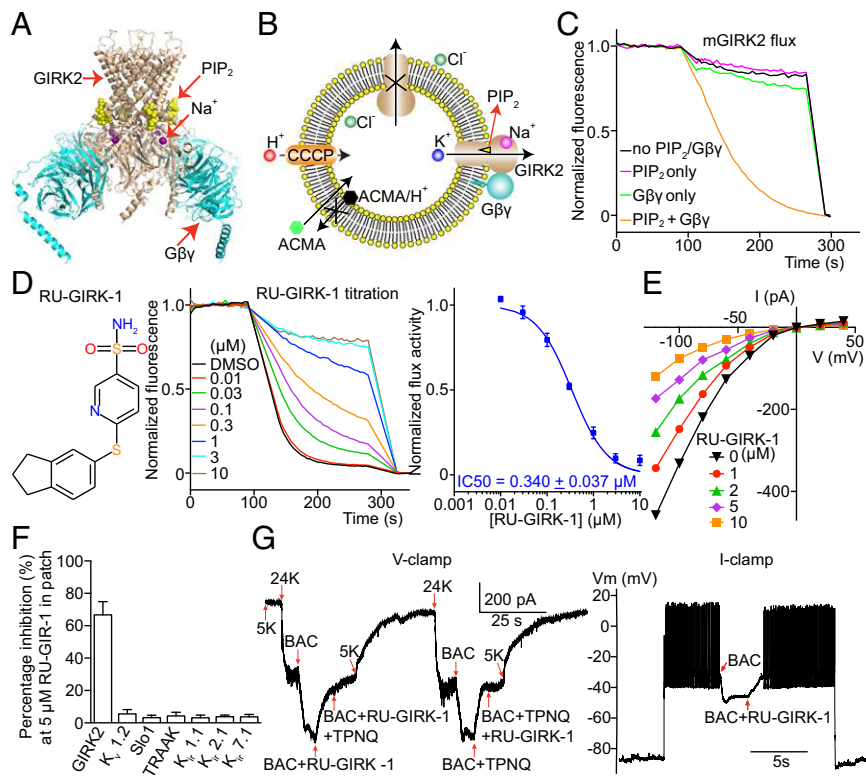 A
GIRK2
PIP2
Na+
Gβγ
B
Cl-
Cl-
PIP2
H+
CCCP
K+
Na+
GIRK2
ACMA/H+
ACMA
Gβγ
C
mGIRK2 flux
Normalized fluorescence
1.0
0.5
0
no PIP2/Gβγ
PIP2 only
Gβγ only
PIP2 + Gβγ
0 100 200 300
Time (s)
D
RU-GIRK-1
NH2
O S O
N
S
RU-GIRK-1 titration
Normalized fluorescence
1.0
0.5
0
(µM)
DMSO
0.01
0.03
0.1
0.3
1
3
10
0 100 200 300 400
Time (s)
Normalized flux activity
1.0
0.5
0
IC50 = 0.340 ± 0.037 µM
0.001 0.01 0.1 1 10
[RU-GIRK-1] (µM)
E
I (pA)
-100 -50 50
V (mV)
-200
-400
RU-GIRK-1
(µM)
0
1
2
5
10
F
Percentage inhibition (%)
at 5 µM RU-GIR-1 in patch
100
80
60
40
20
0
GIRK2
Kv 1.2
Slo1
TRAAK
Kir 1.1
Kir 2.1
Kir 7.1
G
V-clamp
24K
5K
BAC
5K
BAC+RU-GIRK-1
+TPNQ
BAC+RU-GIRK -1
200 pA
25 s
24K
BAC
5K
BAC+TPNQ
+RU-GIRK-1
BAC+TPNQ
I-clamp
Vm (mV)
20
0
-20
-40
-60
-80
BAC
BAC+RU-GIRK-1
5s